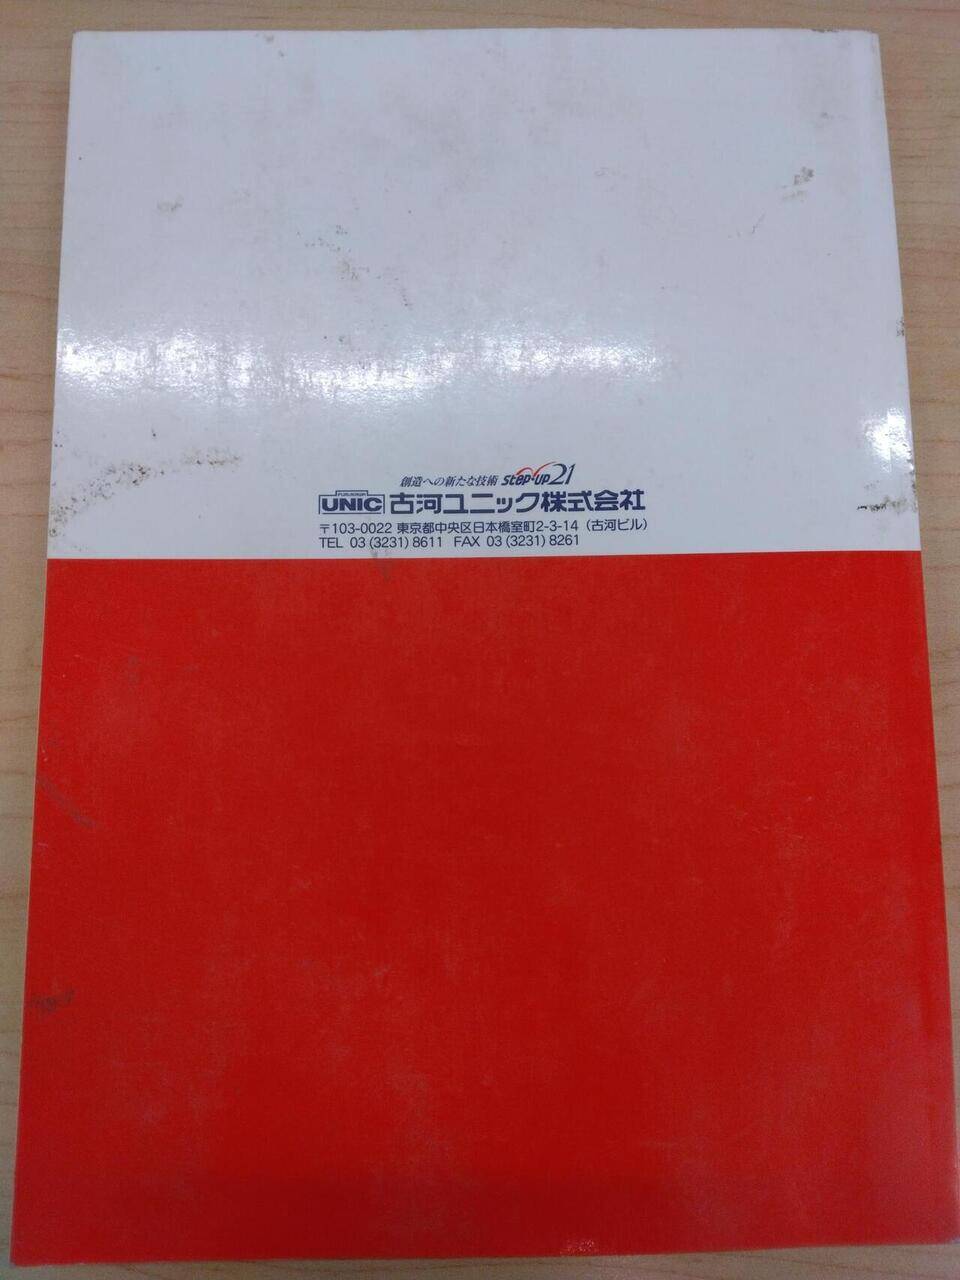 創造への新たな技術 Step-up21
FURUKAWA
UNIC 古河ユニック株式会社
〒103-0022 東京都中央区日本橋室町2-3-14 (古河ビル)
TEL 03 (3231) 8611 FAX 03 (3231) 8261